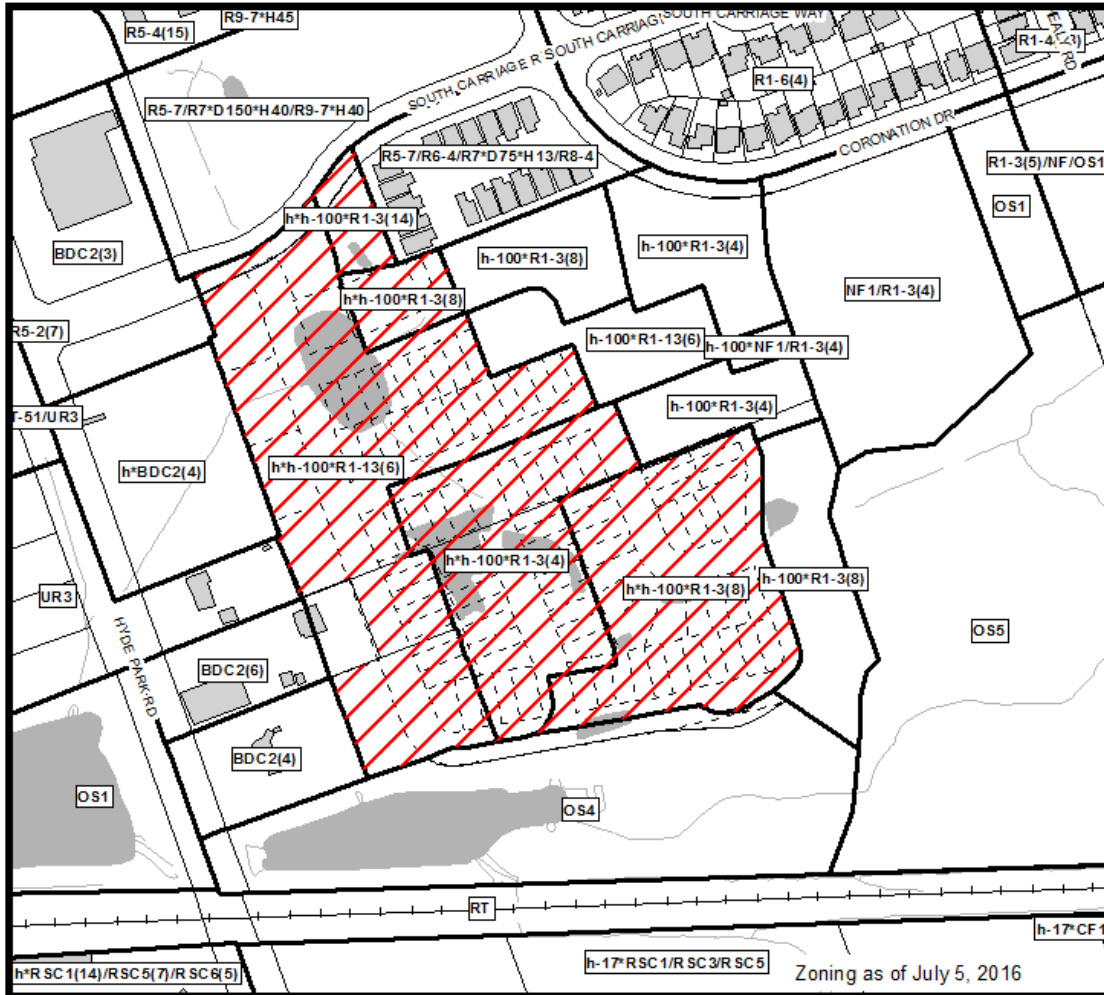 R9-7*H45
R5-4(15)
SOUTH CARRIAGE WAY
SOUTH CARRIAG
SOUTH CARRIAGE R
R1-6(4)
R5-7/R7*D150*H40/R9-7*H40
CORONATION DR
R5-7/R6-4/R7*D75*H13/R8-4
R1-3(5)/NF/OS1
OS1
h*h-100*R1-3(14)
BDC2(3)
h-100*R1-3(4)
h-100*R1-3(8)
NF1/R1-3(4)
h*h-100*R1-3(8)
R5-2(7)
h-100*R1-13(6)
h-100*NF1/R1-3(4)
h-100*R1-3(4)
T-51/UR3
h*BDC2(4)
h*h-100*R1-13(6)
h*h-100*R1-3(4)
h*h-100*R1-3(8)
h-100*R1-3(8)
UR3
OS5
HYDE PARK RD
BDC2(6)
BDC2(4)
OS1
OS4
RT
h-17*CF1
h*RSC1(14)/RSC5(7)/RSC6(5)
h-17*RSC1/RSC3/RSC5
Zoning as of July 5, 2016